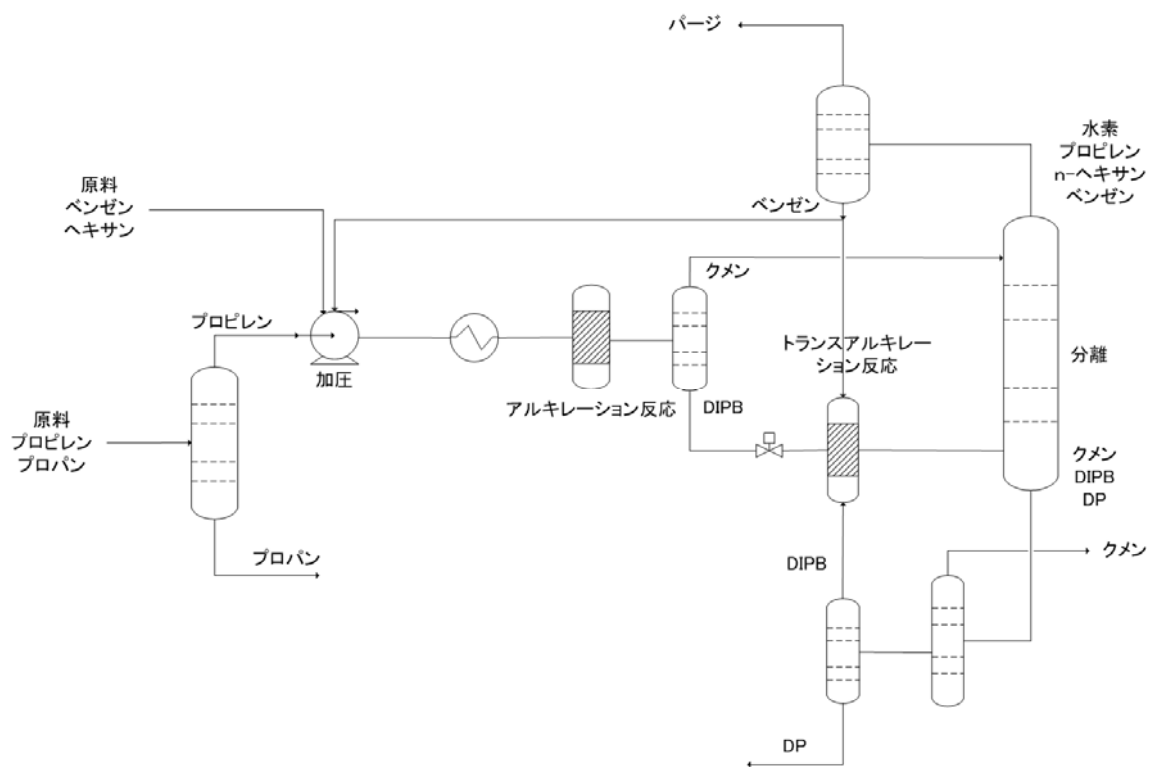 パージ
水素
プロピレン
n-ヘキサン
ベンゼン
原料
ベンゼン
ヘキサン
ベンゼン
クメン
プロピレン
トランスアルキレー
ション反応
分離
加圧
アルキレーション反応
DIPB
原料
プロピレン
プロパン
クメン
DIPB
DP
プロパン
DIPB
クメン
DP